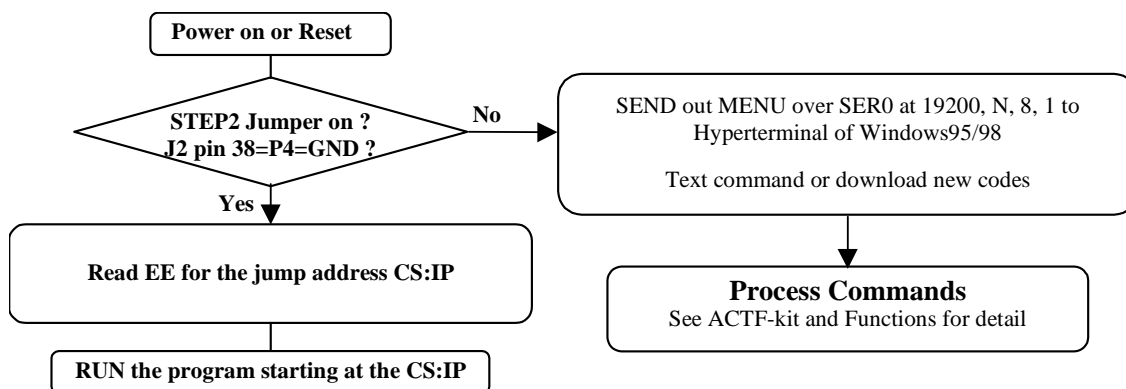 Power on or Reset
STEP2 Jumper on ?
J2 pin 38=P4=GND ?
No
Yes
SEND out MENU over SER0 at 19200, N, 8, 1 to
Hyperterminal of Windows95/98
Text command or download new codes
Read EE for the jump address CS:IP
Process Commands
See ACTF-kit and Functions for detail
RUN the program starting at the CS:IP